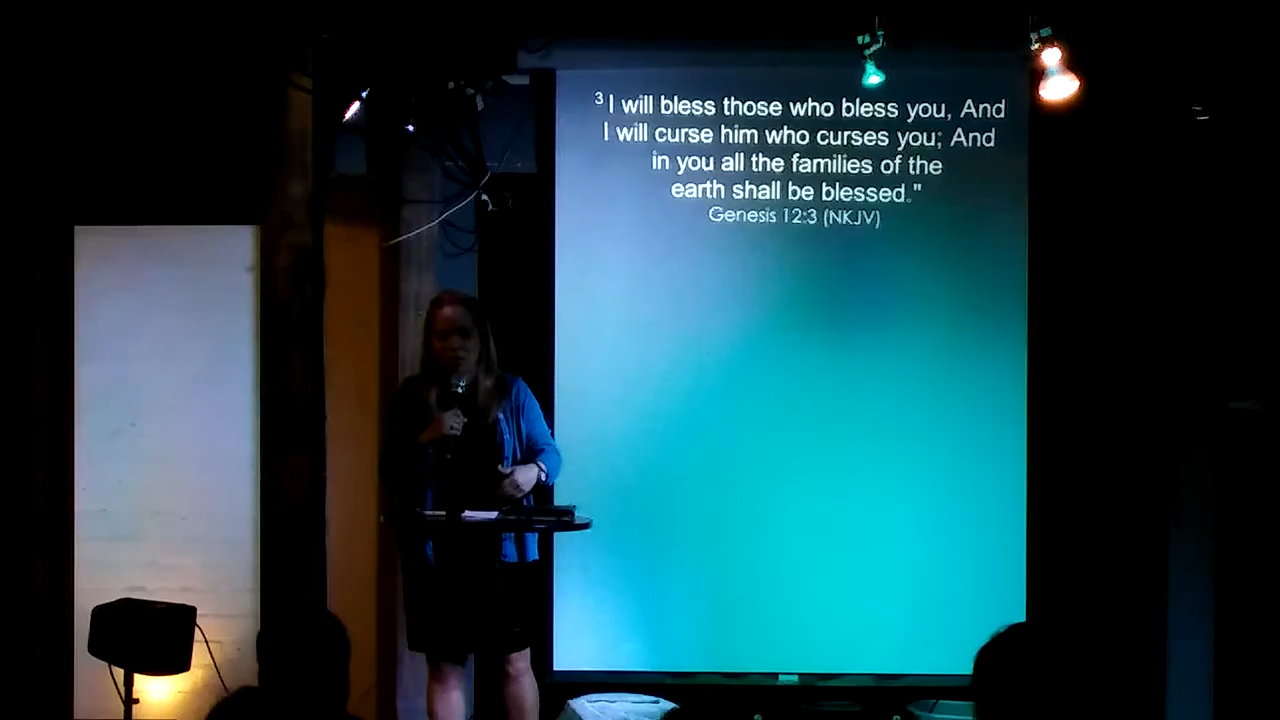 3 I will bless those who bless you, And
I will curse him who curses you; And
in you all the families of the
earth shall be blessed."
Genesis 12:3 (NKJV)